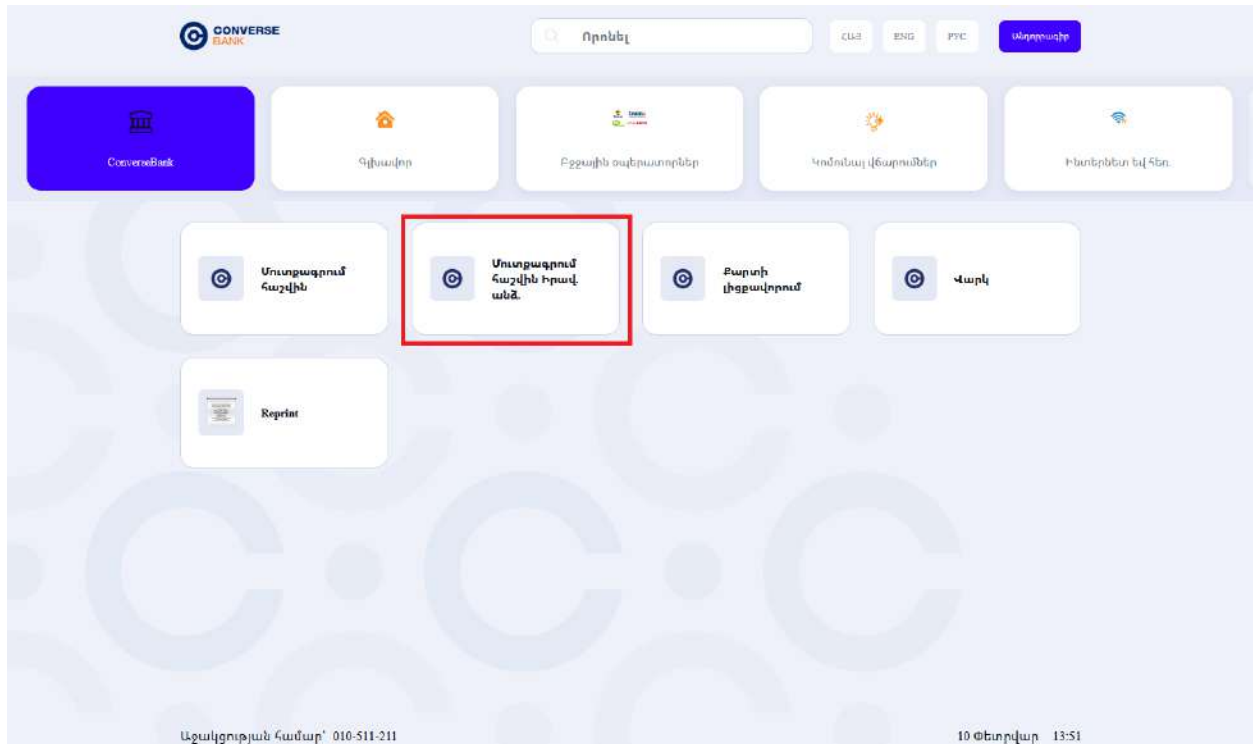 CONVERSE
BANK
Որոնել
ՀԱՅ
ENG
РУС
Անդորրագիր
ConverseBank
Գլխավոր
Բջջային օպերատորներ
Կոմունալ վճարումներ
Ինտերնետ եվ հեռ.
Մուտքագրում
հաշվին
Մուտքագրում
հաշվին Իրավ.
անձ.
Քարտի
լիցքավորում
Վարկ
Reprint
Աջակցության համար՝ 010-511-211
10 Փետրվար 13:51